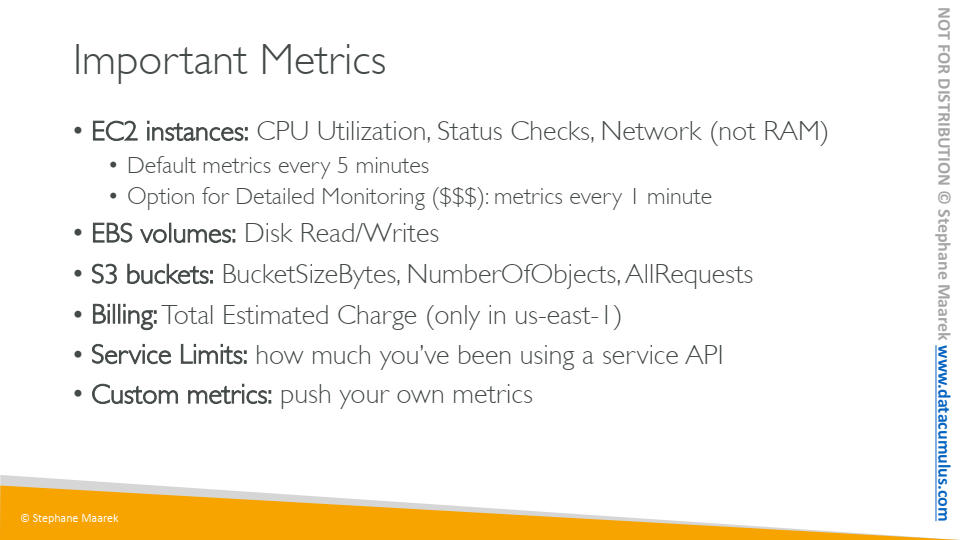 Important Metrics
• EC2 instances: CPU Utilization, Status Checks, Network (not RAM)
• Default metrics every 5 minutes
• Option for Detailed Monitoring ($$$): metrics every 1 minute
• EBS volumes: Disk Read/Writes
• S3 buckets: BucketSizeBytes, NumberOfObjects, AllRequests
• Billing: Total Estimated Charge (only in us-east-1)
• Service Limits: how much you’ve been using a service API
• Custom metrics: push your own metrics
© Stephane Maarek
NOT FOR DISTRIBUTION © Stephane Maarek www.datacumulus.com